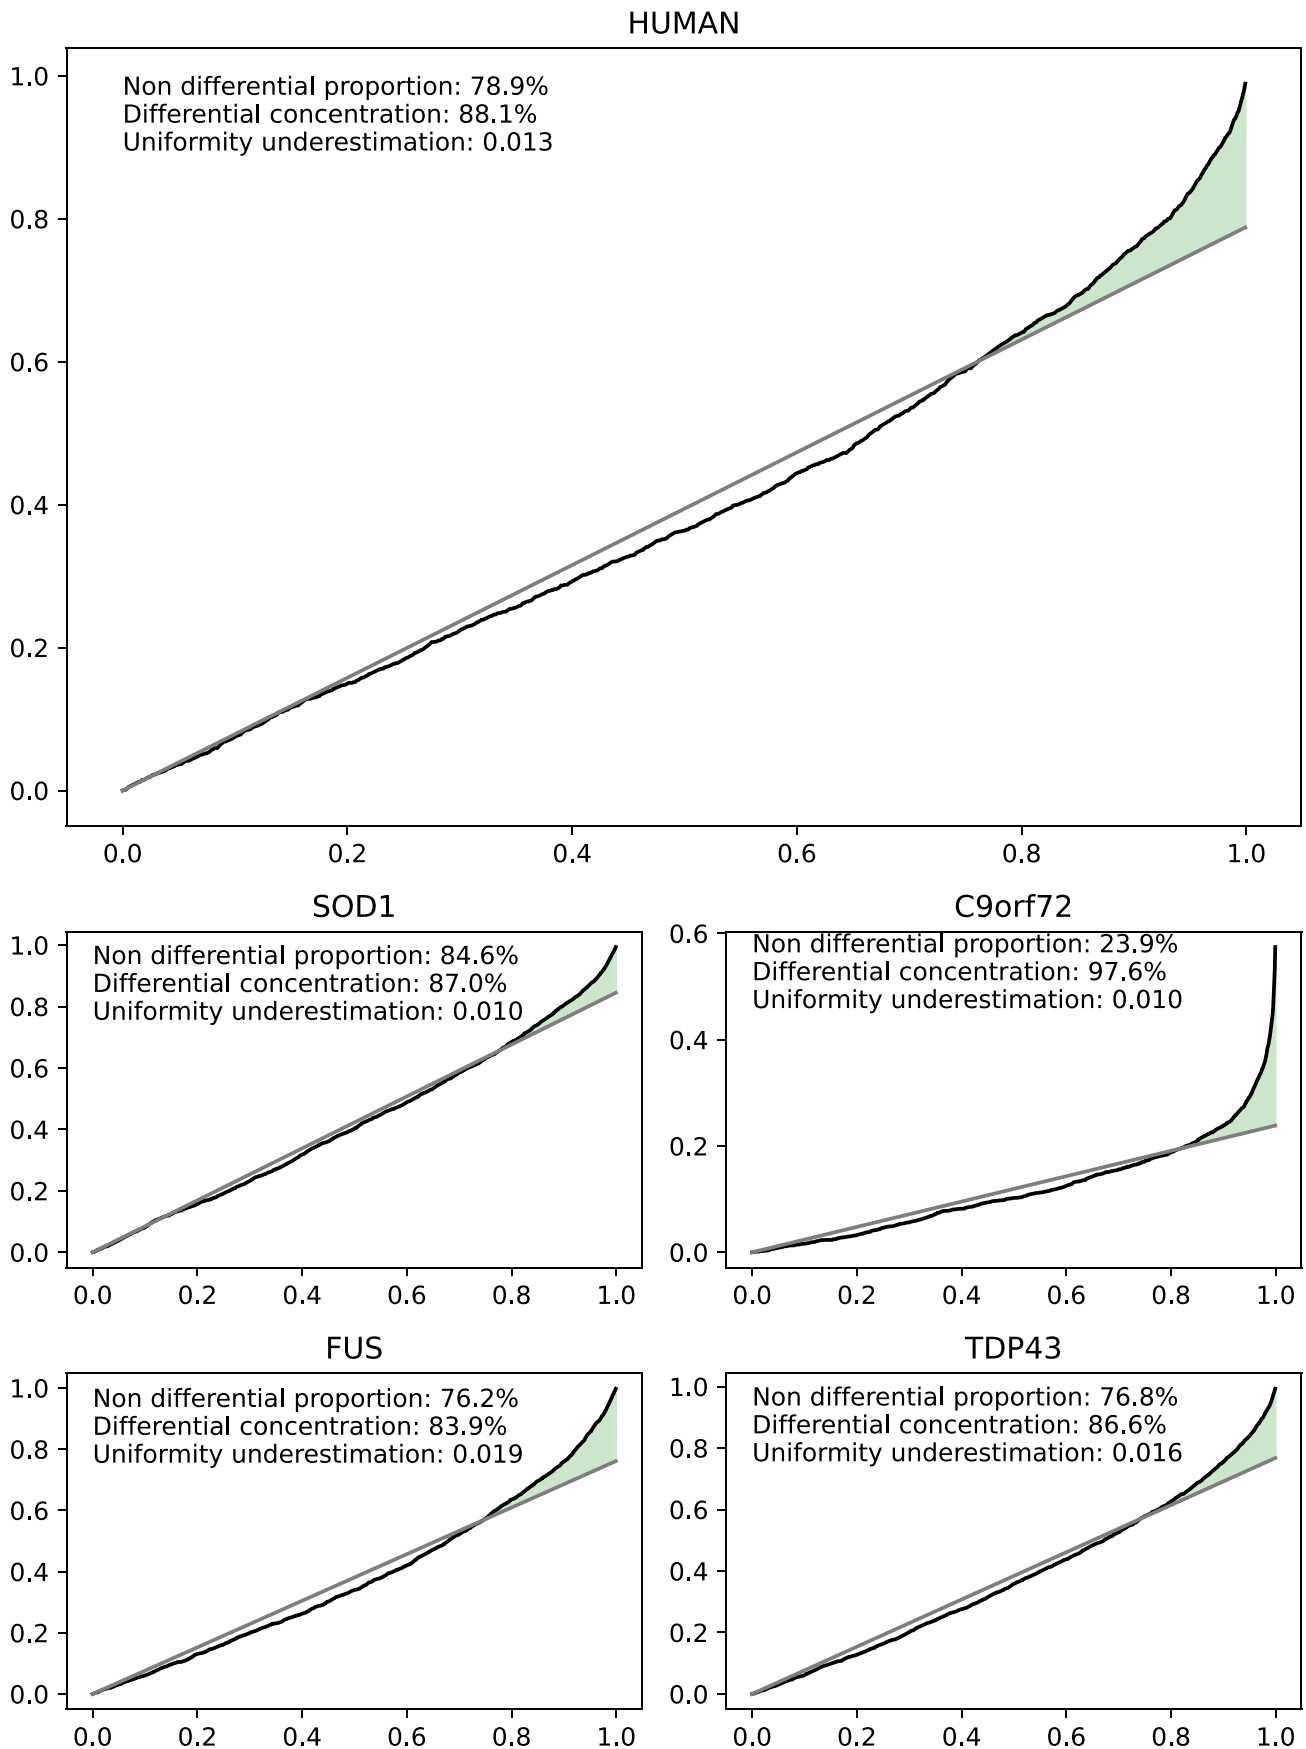 HUMAN
Non differential proportion: 78.9%
Differential concentration: 88.1%
Uniformity underestimation: 0.013
1.0
0.8
0.6
0.4
0.2
0.0
0.0 0.2 0.4 0.6 0.8 1.0
SOD1
Non differential proportion: 84.6%
Differential concentration: 87.0%
Uniformity underestimation: 0.010
1.0
0.8
0.6
0.4
0.2
0.0
0.0 0.2 0.4 0.6 0.8 1.0
C9orf72
Non differential proportion: 23.9%
Differential concentration: 97.6%
Uniformity underestimation: 0.010
0.6
0.4
0.2
0.0
0.0 0.2 0.4 0.6 0.8 1.0
FUS
Non differential proportion: 76.2%
Differential concentration: 83.9%
Uniformity underestimation: 0.019
1.0
0.8
0.6
0.4
0.2
0.0
0.0 0.2 0.4 0.6 0.8 1.0
TDP43
Non differential proportion: 76.8%
Differential concentration: 86.6%
Uniformity underestimation: 0.016
1.0
0.8
0.6
0.4
0.2
0.0
0.0 0.2 0.4 0.6 0.8 1.0